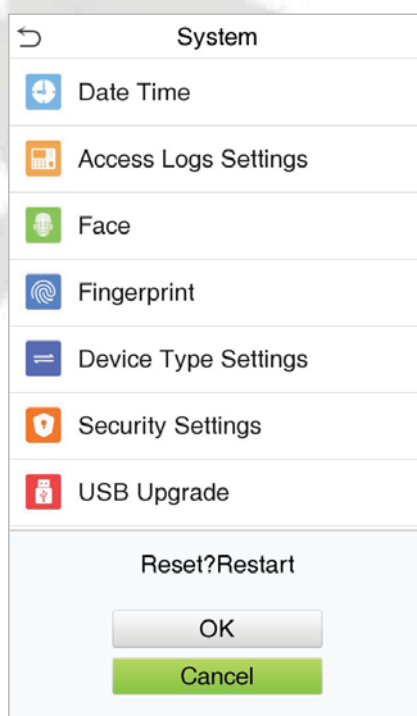 System
Date Time
Access Logs Settings
Face
Fingerprint
Device Type Settings
Security Settings
USB Upgrade
Reset?Restart
OK
Cancel